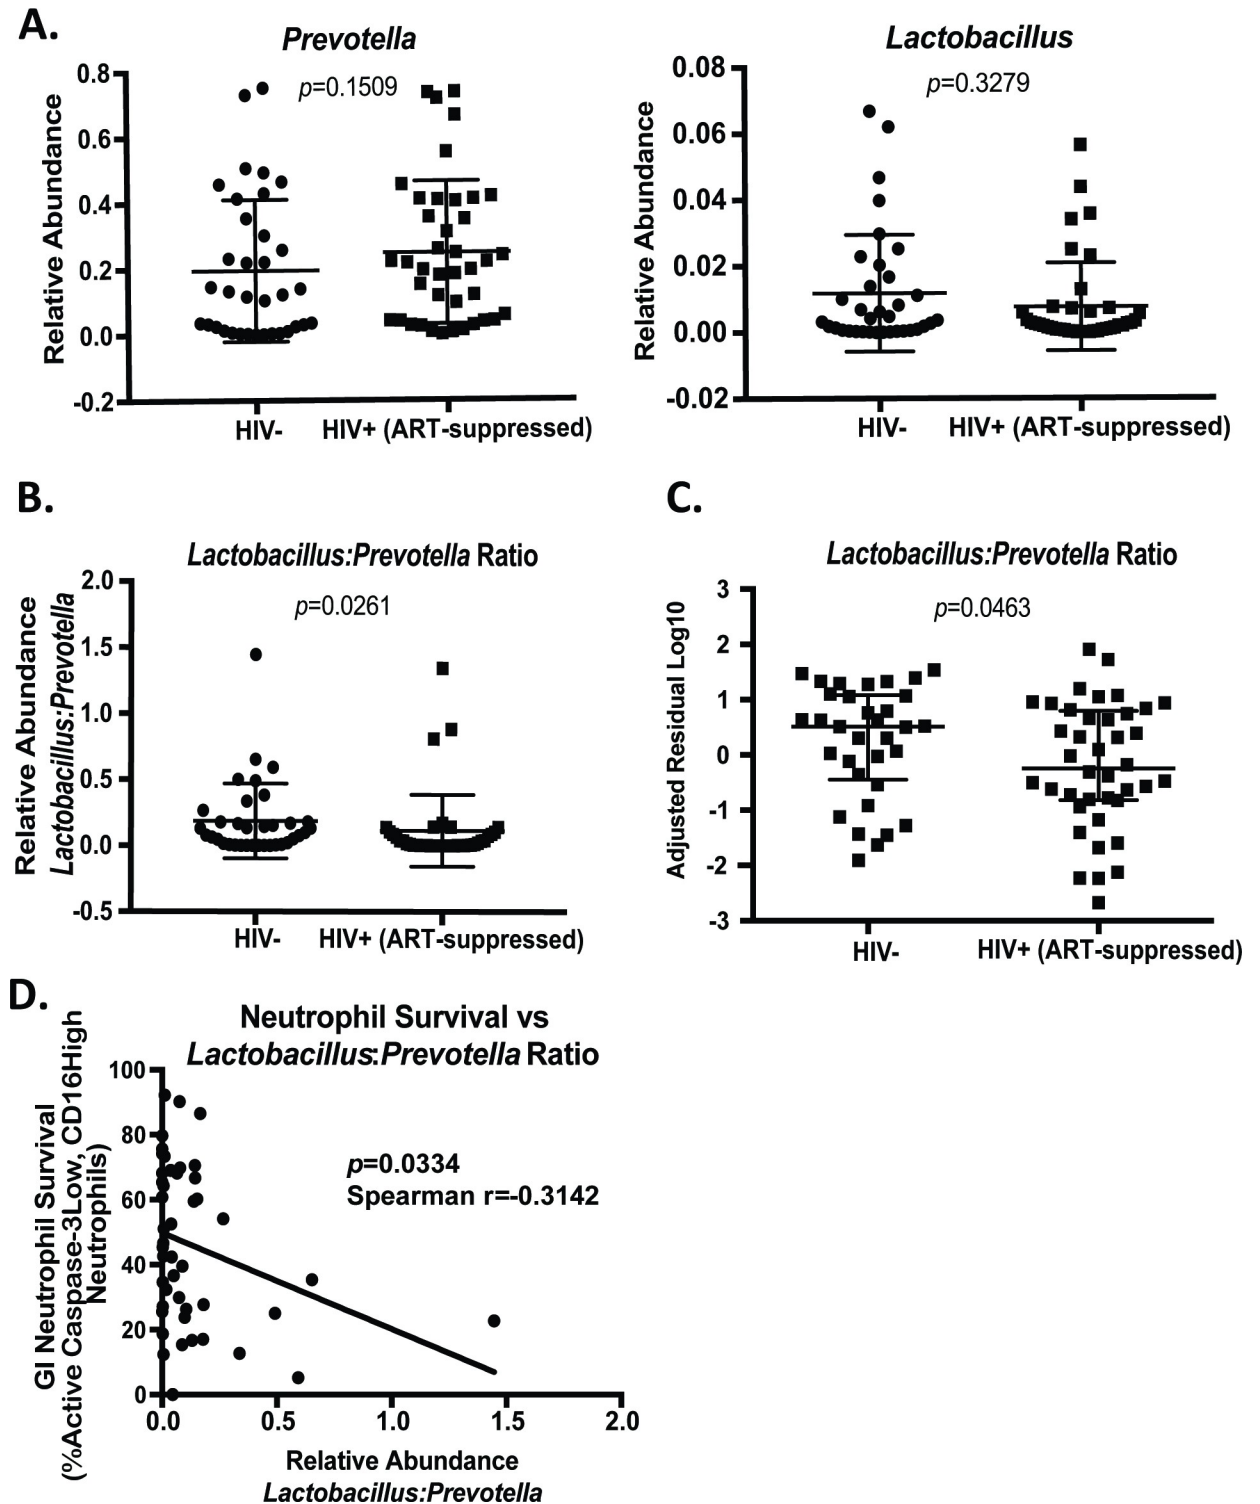 A.
Prevotella
p=0.1509
Relative Abundance
0.8
0.6
0.4
0.2
0.0
-0.2
HIV-
HIV+ (ART-suppressed)
Lactobacillus
p=0.3279
Relative Abundance
0.08
0.06
0.04
0.02
0.00
-0.02
HIV-
HIV+ (ART-suppressed)
B.
Lactobacillus:Prevotella Ratio
p=0.0261
Relative Abundance
Lactobacillus:Prevotella
2.0
1.5
1.0
0.5
0.0
-0.5
HIV-
HIV+ (ART-suppressed)
C.
Lactobacillus:Prevotella Ratio
p=0.0463
Adjusted Residual Log10
3
2
1
0
-1
-2
-3
HIV-
HIV+ (ART-suppressed)
D.
Neutrophil Survival vs
Lactobacillus:Prevotella Ratio
p=0.0334
Spearman r=-0.3142
GI Neutrophil Survival
(%Active Caspase-3Low, CD16High
Neutrophils)
100
80
60
40
20
0
0.0
0.5
1.0
1.5
2.0
Relative Abundance
Lactobacillus:Prevotella